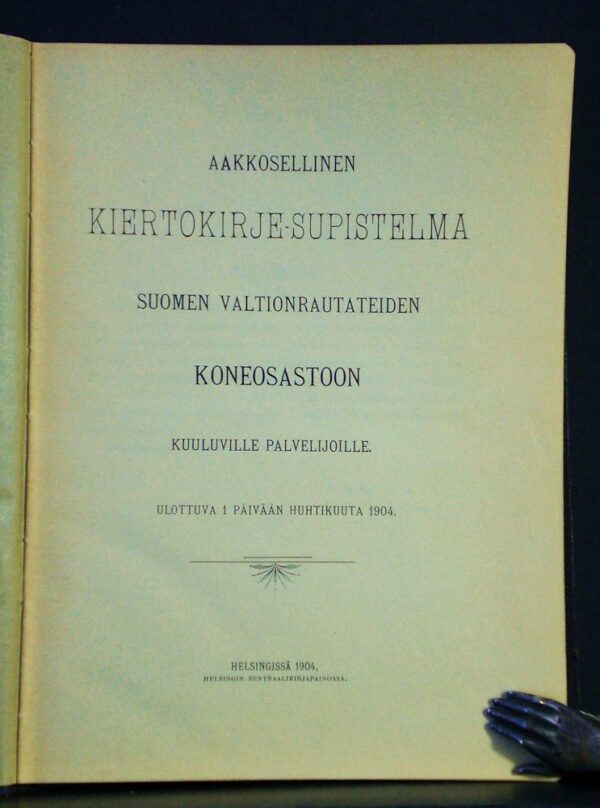 AAKKOSELLINEN
KIERTOKIRJE-SUPISTELMA
SUOMEN VALTIONRAUTATEIDEN
KONEOSASTOON
KUULUVILLE PALVELIJOILLE.
ULOTTUVA 1 PÄIVÄÄN HUHTIKUUTA 1904.
HELSINGISSÄ 1904,
HELSINGIN SENTRAALIKIRJAPAINOSSA.